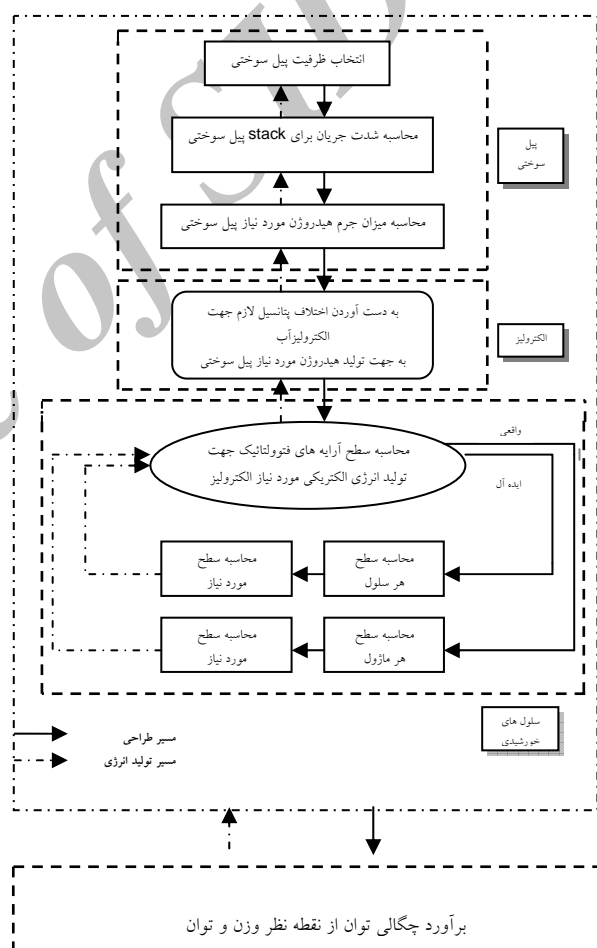 انتخاب ظرفیت پیل سوختی
محاسبه شدت جریان برای stack پیل سوختی
پیل
سوختی
محاسبه میزان جرم هیدروژن مورد نیاز پیل سوختی
به دست آوردن اختلاف پتانسیل لازم جهت
الکترولیزآب
به جهت تولید هیدروژن مورد نیاز پیل سوختی
الکترولیز
واقعی
محاسبه سطح آرایه های فتوولتائیک جهت
تولید انرژی الکتریکی مورد نیاز الکترولیز
ایده آل
محاسبه سطح
هر سلول
محاسبه سطح
مورد نیاز
محاسبه سطح
هر ماژول
محاسبه سطح
مورد نیاز
سلول های
خورشیدی
مسیر طراحی
مسیر تولید انرژی
برآورد چگالی توان از نقطه نظر وزن و توان
of